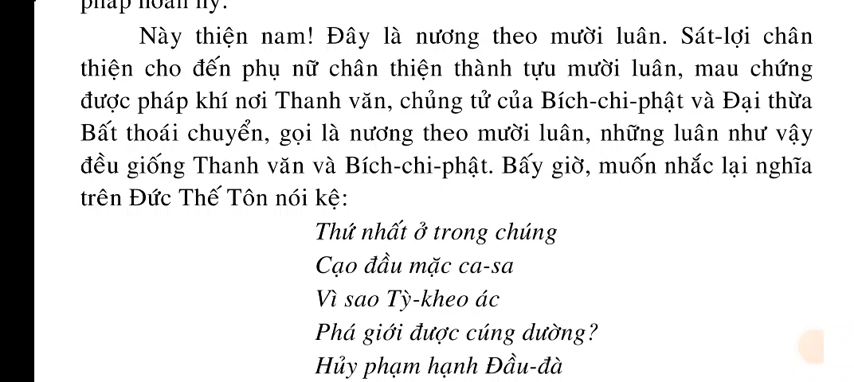 Này thiện nam! Đây là nương theo mười luân. Sát-lợi chân
thiện cho đến phụ nữ chân thiện thành tựu mười luân, mau chứng
được pháp khí nơi Thanh văn, chủng tử của Bích-chi-phật và Đại thừa
Bất thoái chuyển, gọi là nương theo mười luân, những luân như vậy
đều giống Thanh văn và Bích-chi-phật. Bấy giờ, muốn nhắc lại nghĩa
trên Đức Thế Tôn nói kệ:
Thứ nhất ở trong chúng
Cạo đầu mặc ca-sa
Vì sao Tỳ-kheo ác
Phá giới được cúng dường?
Hủy phạm hạnh Đầu-đà